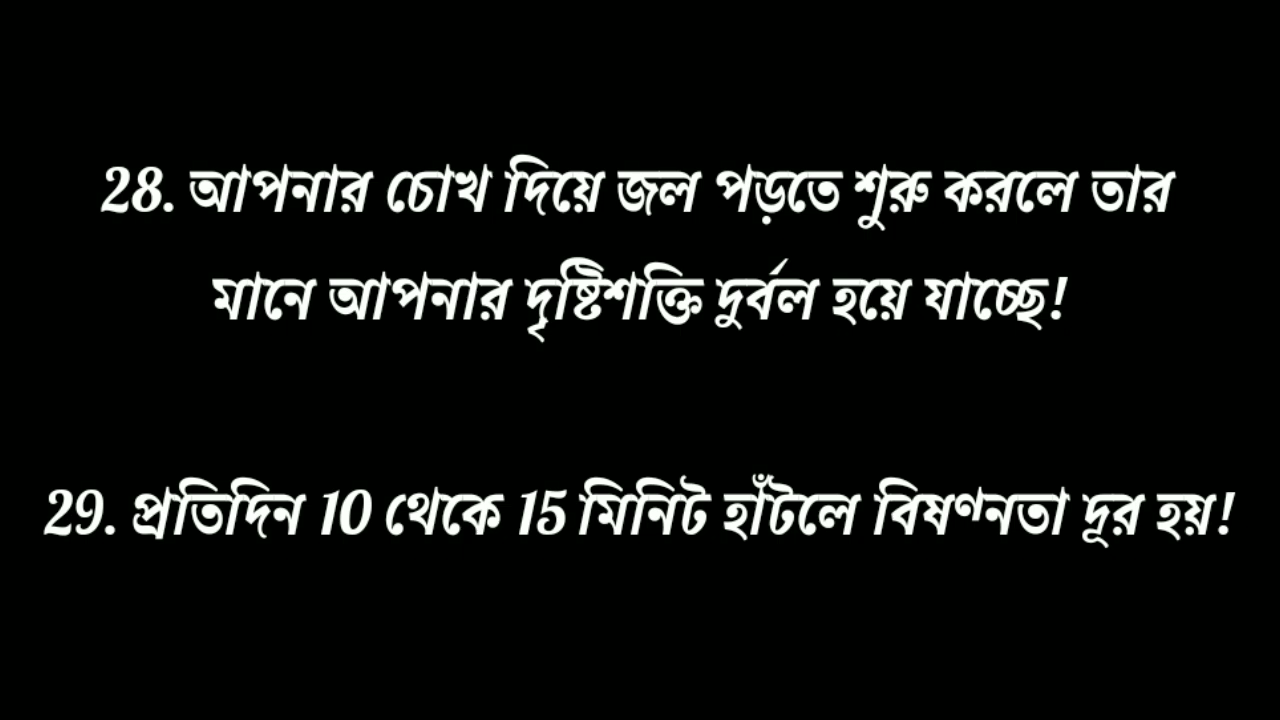 28. আপনার চোখ দিয়ে জল পড়তে শুরু করলে তার
মানে আপনার দৃষ্টিশক্তি দুর্বল হয়ে যাচ্ছে!
29. প্রতিদিন 10 থেকে 15 মিনিট হাঁটলে বিষণ্নতা দূর হয়!